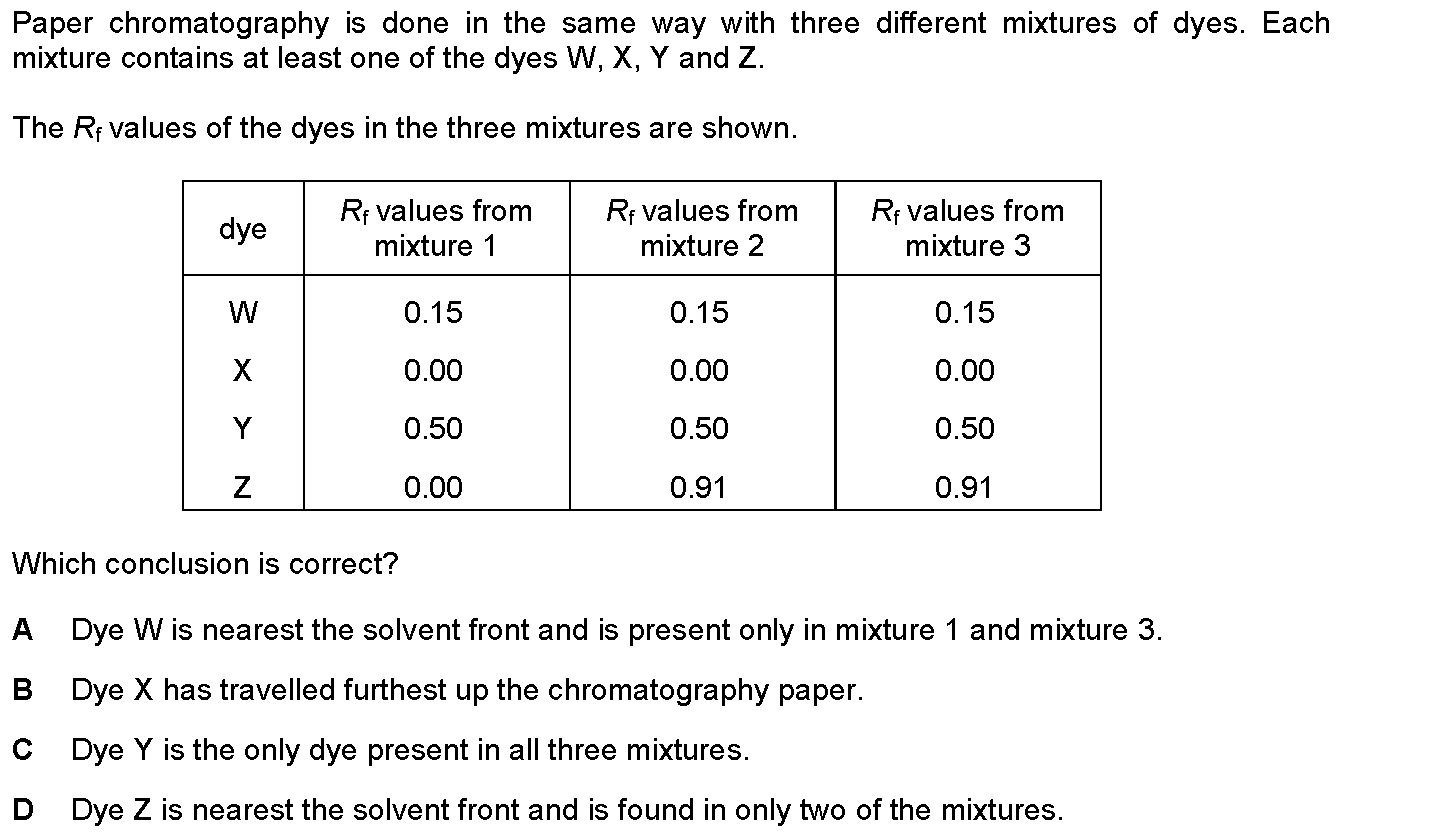 Paper chromatography is done in the same way with three different mixtures of dyes. Each
mixture contains at least one of the dyes W, X, Y and Z.
The Rf values of the dyes in the three mixtures are shown.
dye Rf values from mixture 1 Rf values from mixture 2 Rf values from mixture 3
W 0.15 0.15 0.15
X 0.00 0.00 0.00
Y 0.50 0.50 0.50
Z 0.00 0.91 0.91
Which conclusion is correct?
A Dye W is nearest the solvent front and is present only in mixture 1 and mixture 3.
B Dye X has travelled furthest up the chromatography paper.
C Dye Y is the only dye present in all three mixtures.
D Dye Z is nearest the solvent front and is found in only two of the mixtures.